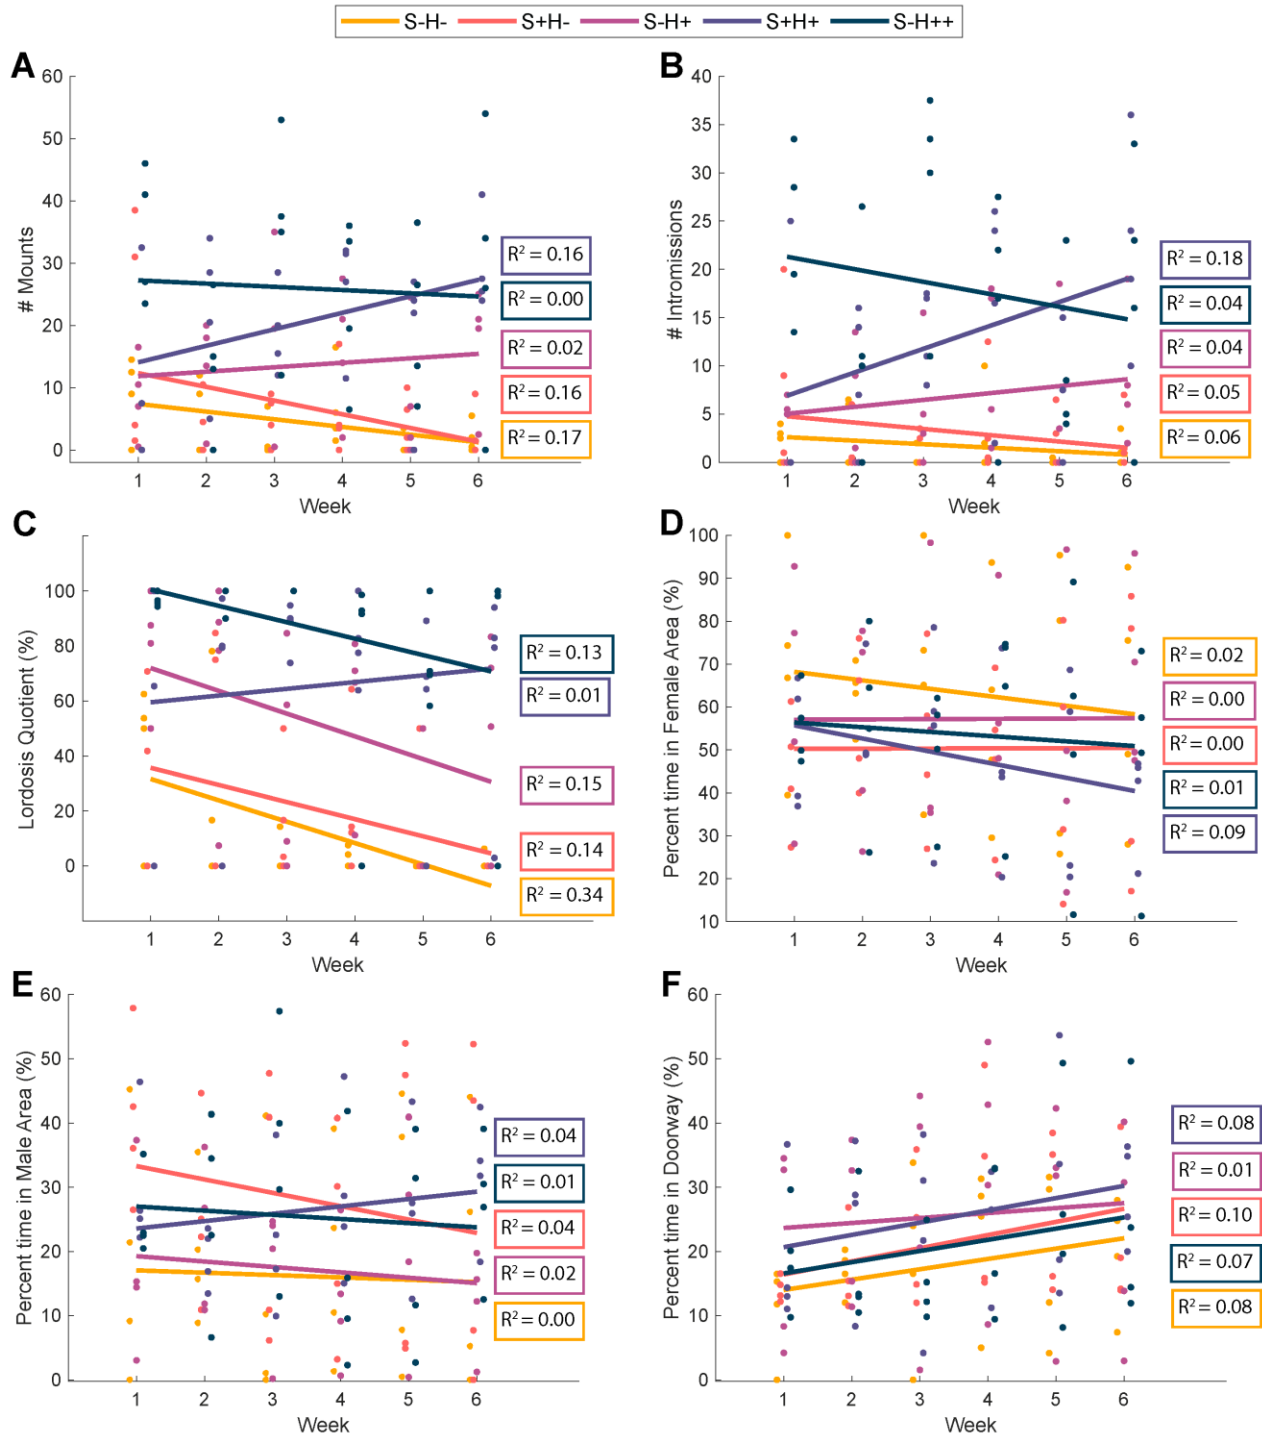 S-H- S+H- S-H+ S+H+ S-H++
A
60
50
40
30
20
10
0
# Mounts
1 2 3 4 5 6
Week
R² = 0.16
R² = 0.00
R² = 0.02
R² = 0.16
R² = 0.17
B
40
35
30
25
20
15
10
5
0
# Intromissions
1 2 3 4 5 6
Week
R² = 0.18
R² = 0.04
R² = 0.04
R² = 0.05
R² = 0.06
C
100
80
60
40
20
0
Lordosis Quotient (%)
1 2 3 4 5 6
Week
R² = 0.13
R² = 0.01
R² = 0.15
R² = 0.14
R² = 0.34
D
100
90
80
70
60
50
40
30
20
10
Percent time in Female Area (%)
1 2 3 4 5 6
Week
R² = 0.02
R² = 0.00
R² = 0.00
R² = 0.01
R² = 0.09
E
60
50
40
30
20
10
0
Percent time in Male Area (%)
1 2 3 4 5 6
Week
R² = 0.04
R² = 0.01
R² = 0.04
R² = 0.02
R² = 0.00
F
60
50
40
30
20
10
0
Percent time in Doorway (%)
1 2 3 4 5 6
Week
R² = 0.08
R² = 0.01
R² = 0.10
R² = 0.07
R² = 0.08